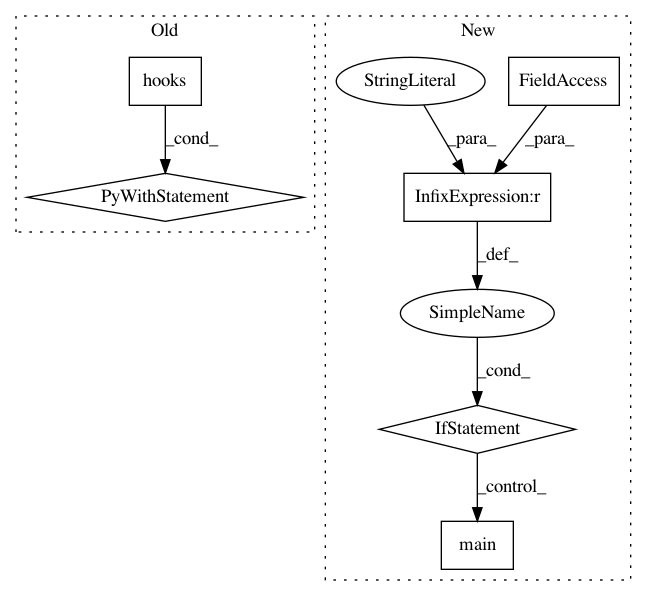 Old
New
hooks
StringLiteral
FieldAccess
_cond_
_para_
_para_
PyWithStatement
InfixExpression:r
_def_
SimpleName
_cond_
IfStatement
_control_
main